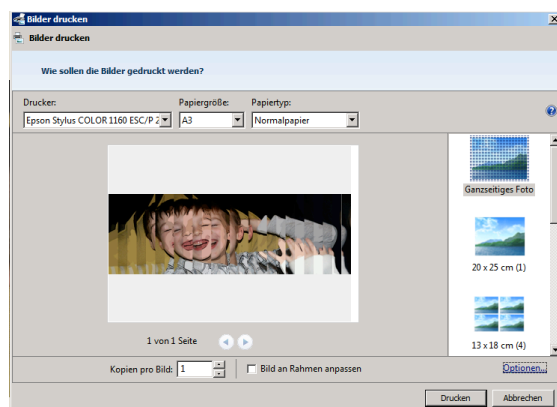 Bilder drucken
Bilder drucken
Wie sollen die Bilder gedruckt werden?
Drucker: Papiergröße: Papiertyp:
Epson Stylus COLOR 1160 ESC/P 2 A3 Normalpapier
Ganzseitiges Foto
20 x 25 cm (1)
13 x 18 cm (4)
1 von 1 Seite
Kopien pro Bild: 1 Bild an Rahmen anpassen Optionen...
Drucken Abbrechen